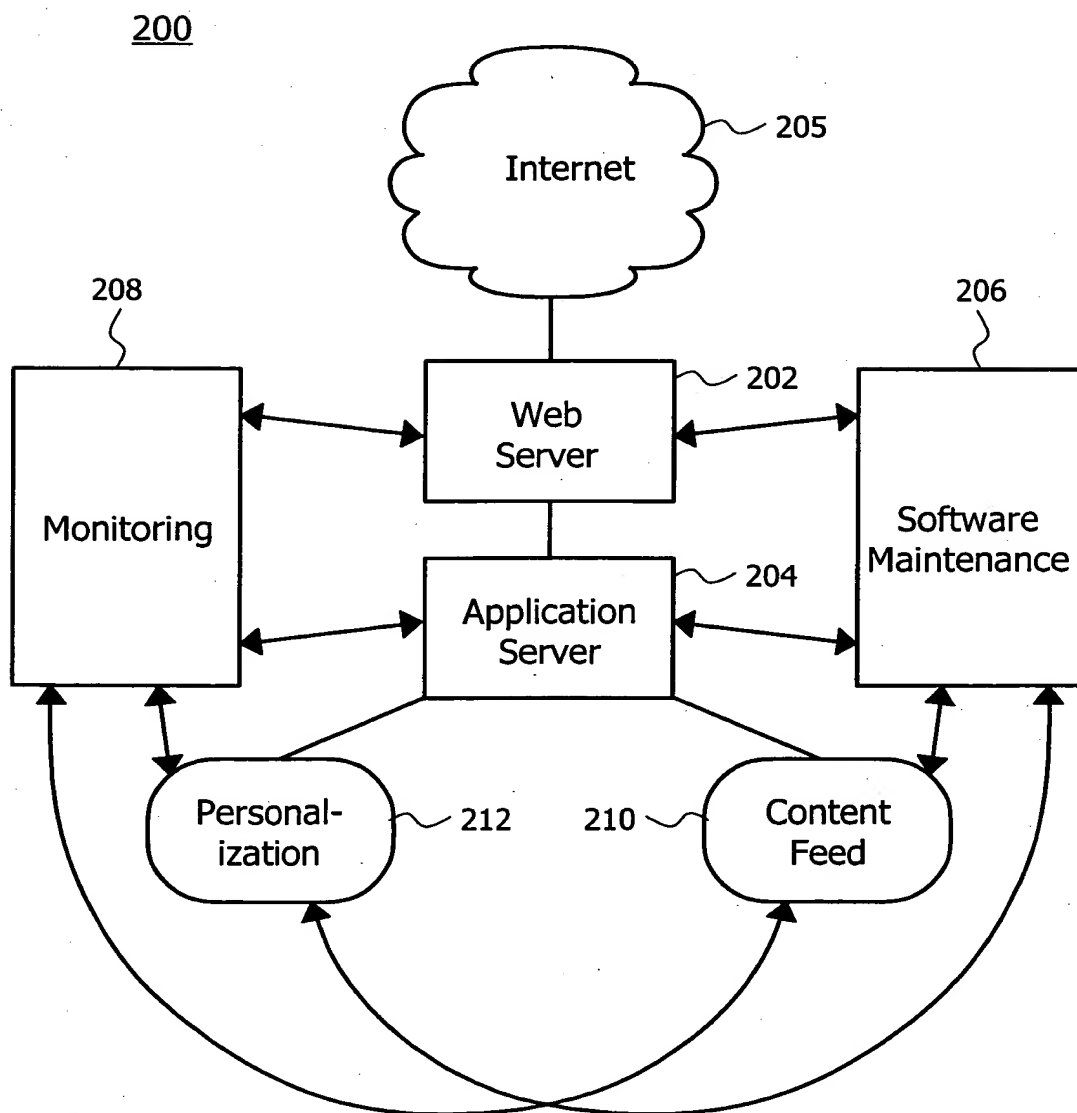 200
205
Internet
208
206
202
Web
Server
Monitoring
Software
Maintenance
204
Application
Server
Personal-
ization
212
210
Content
Feed